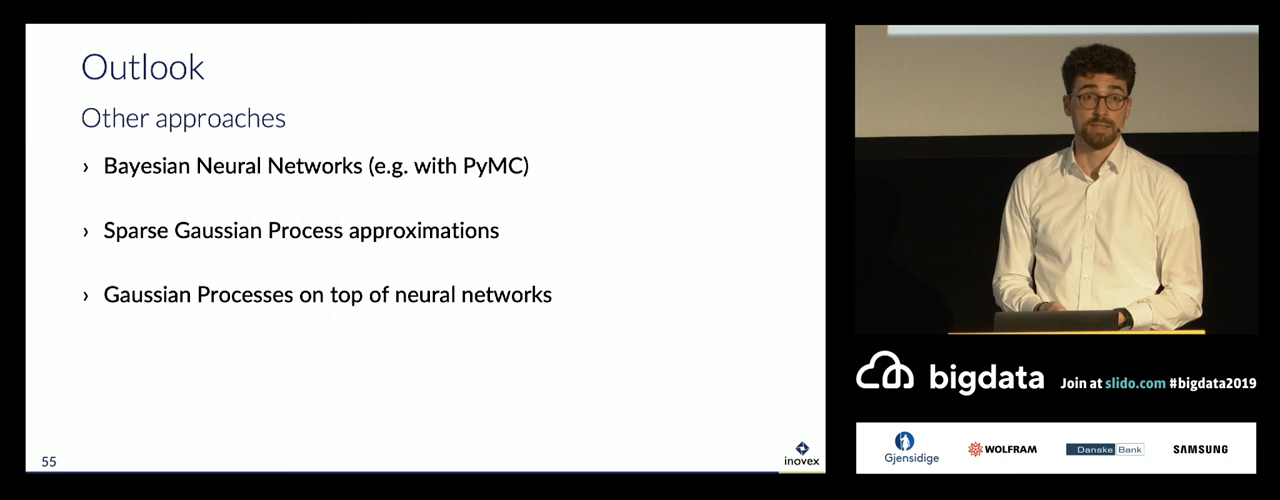 Outlook
Other approaches
› Bayesian Neural Networks (e.g. with PyMC)
› Sparse Gaussian Process approximations
› Gaussian Processes on top of neural networks
55
inovex
bigdata
Join at slido.com #bigdata2019
Gjensidige
WOLFRAM
Danske Bank
SAMSUNG